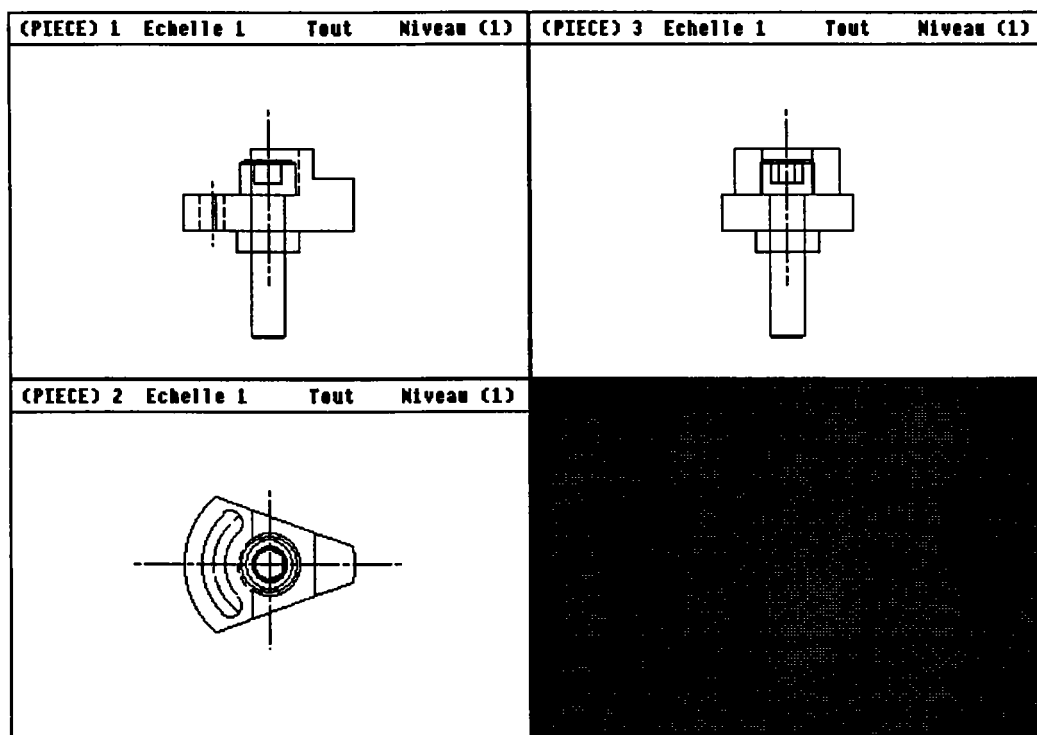 (PIECE) 1 Echelle 1 Tout Niveau (1)
(PIECE) 3 Echelle 1 Tout Niveau (1)
(PIECE) 2 Echelle 1 Tout Niveau (1)